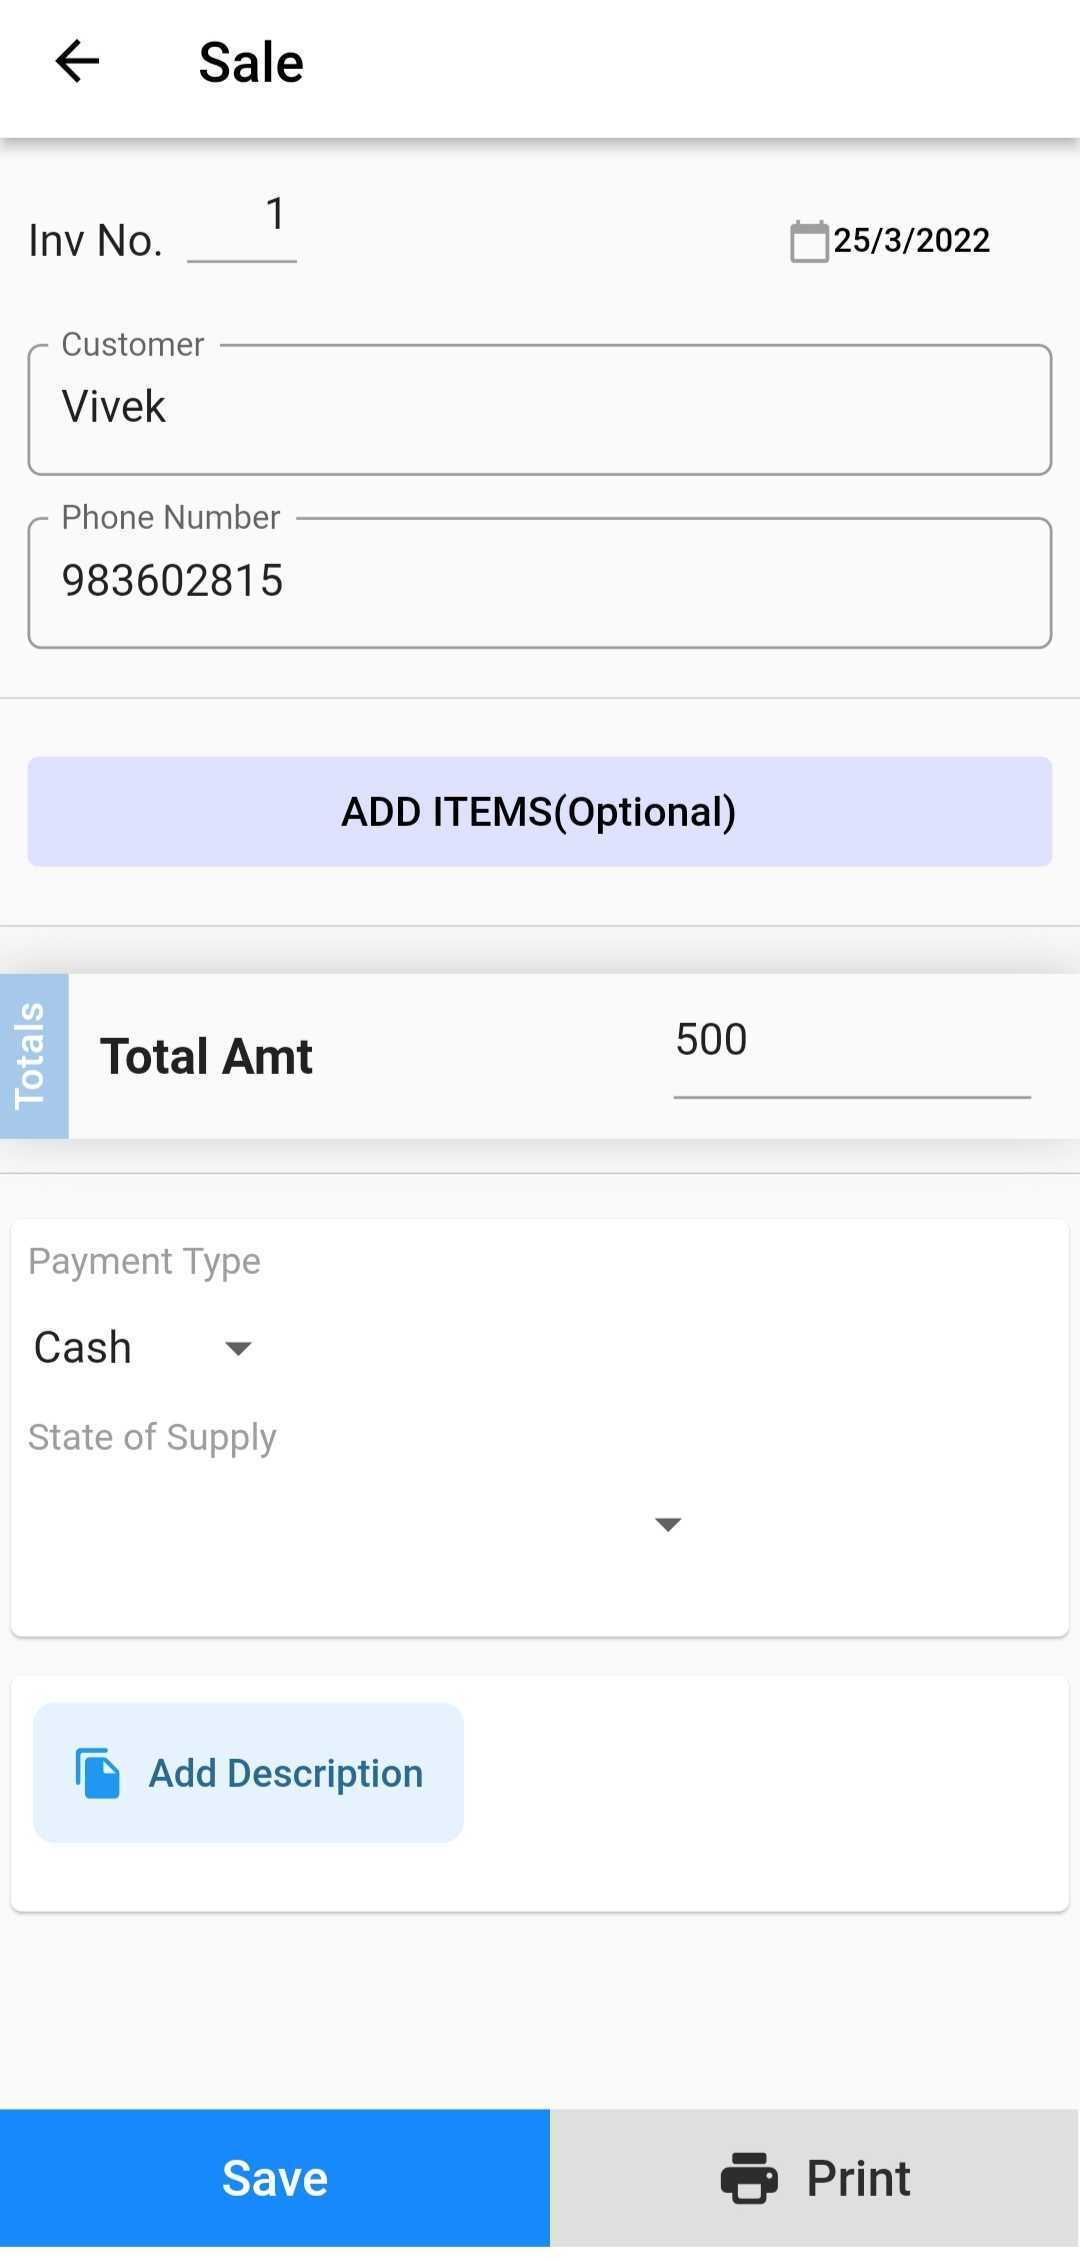 Sale
Inv No. 1
25/3/2022
Customer
Vivek
Phone Number
983602815
ADD ITEMS(Optional)
Totals
Total Amt 500
Payment Type
Cash
State of Supply
Add Description
Save
Print